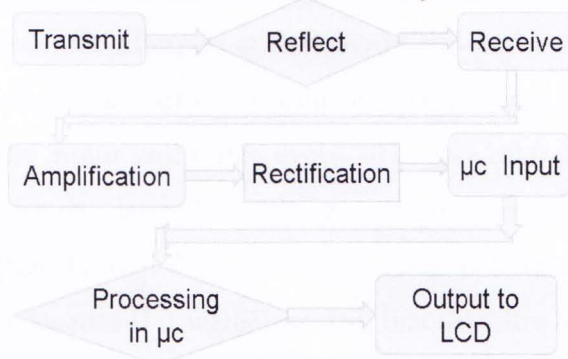 Transmit
Reflect
Receive
Amplification
Rectification
µc Input
Processing
in µc
Output to
LCD